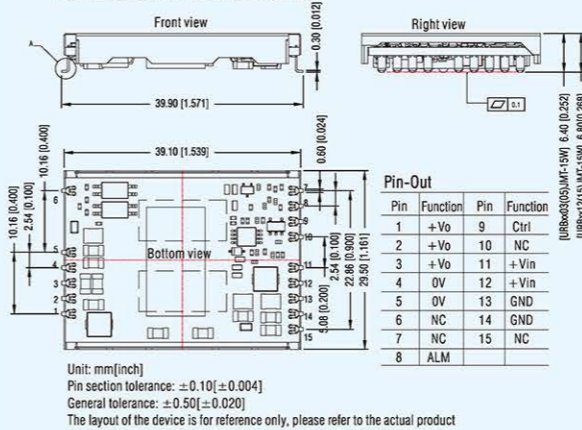 Front view
Right view
A
0.30 [0.012]
39.90 [1.571]
0.1
6.40 [0.252]
39.10 [1.539]
0.60 [0.024]
10.16 [0.400]
10.16 [0.400]
2.54 [0.100]
6
5
4
3
2
1
Bottom view
7
8
9
10
11
12
13
14
15
2.54 [0.100]
5.08 [0.200]
22.86 [0.900]
29.50 [1.161]
Pin-Out
Pin Function Pin Function
1 +Vo 9 Ctrl
2 +Vo 10 NC
3 +Vo 11 +Vin
4 0V 12 +Vin
5 0V 13 GND
6 NC 14 GND
7 NC 15 NC
8 ALM
Unit: mm[inch]
Pin section tolerance: ±0.10[±0.004]
General tolerance: ±0.50[±0.020]
The layout of the device is for reference only, please refer to the actual product